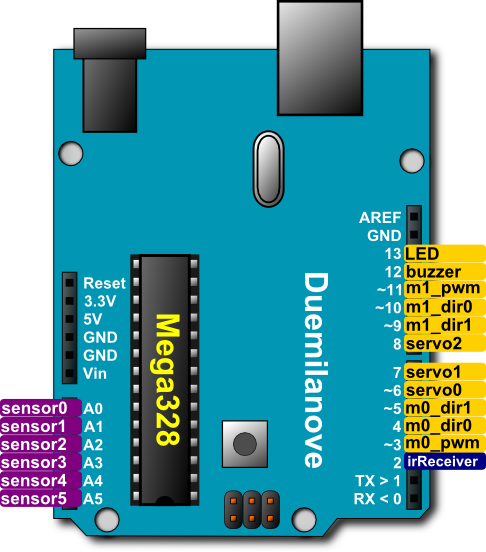 AREF
GND
13 LED
12 buzzer
~11 m1_pwm
~10 m1_dir0
~9 m1_dir1
8 servo2
7 servo1
~6 servo0
~5 m0_dir1
4 m0_dir0
~3 m0_pwm
2 irReceiver
TX > 1
RX < 0
Reset
3.3V
5V
GND
GND
Vin
sensor0 A0
sensor1 A1
sensor2 A2
sensor3 A3
sensor4 A4
sensor5 A5
Mega328
Duemilanove